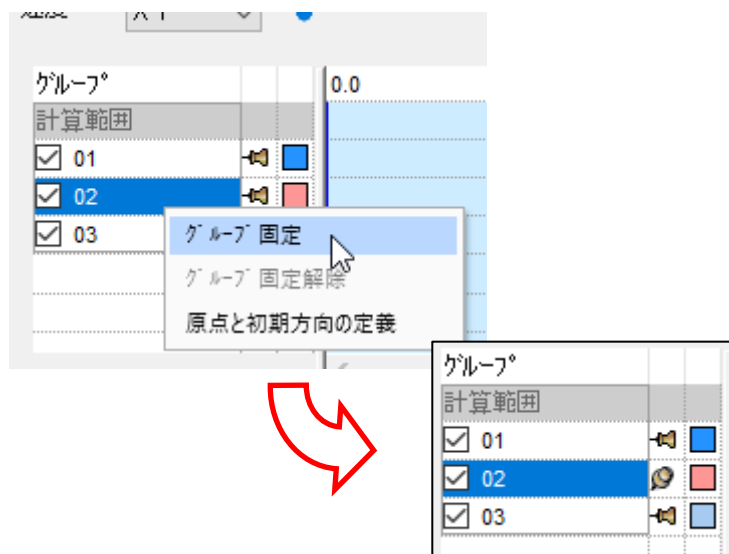 X-Y
グループ
0.0
計算範囲
01
02
03
グループ固定
グループ固定解除
原点と初期方向の定義
グループ
計算範囲
01
02
03